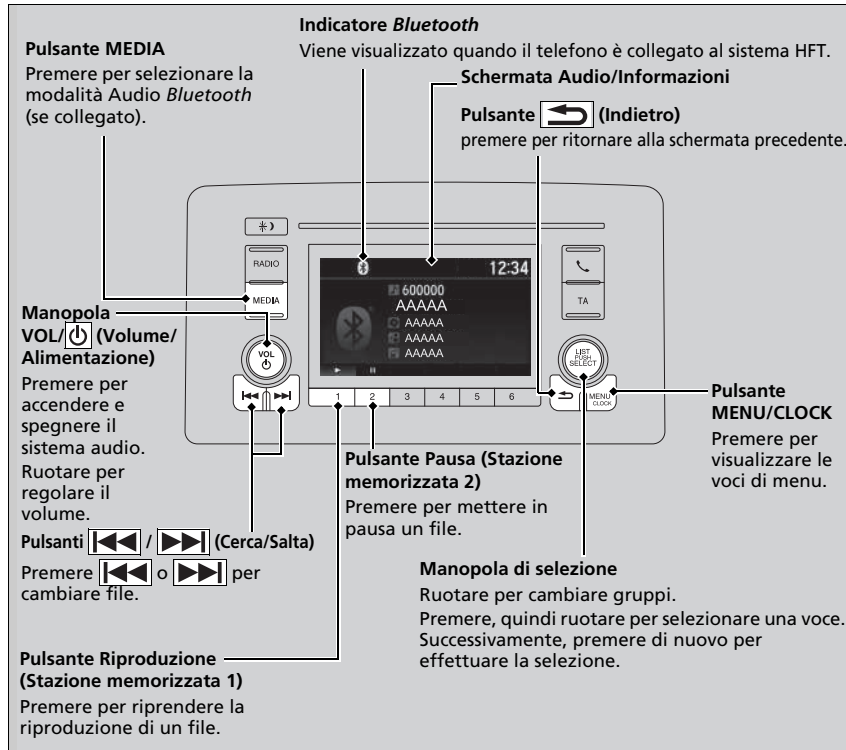 Indicatore Bluetooth
Viene visualizzato quando il telefono è collegato al sistema HFT.
Pulsante MEDIA
Premere per selezionare la
modalità Audio Bluetooth
(se collegato).
Schermata Audio/Informazioni
Pulsante (Indietro)
premere per ritornare alla schermata precedente.
RADIO
MEDIA
12:34
600000
AAAAA
AAAAA
AAAAA
AAAAA
TA
VOL
LIST
PUSH
SELECT
1 2 3 4 5 6
MENU
CLOCK
Manopola
VOL/ (Volume/
Alimentazione)
Premere per
accendere e
spegnere il
sistema audio.
Ruotare per
regolare il
volume.
Pulsanti / (Cerca/Salta)
Premere o per
cambiare file.
Pulsante
MENU/CLOCK
Premere per
visualizzare le
voci di menu.
Pulsante Pausa (Stazione
memorizzata 2)
Premere per mettere in
pausa un file.
Manopola di selezione
Ruotare per cambiare gruppi.
Premere, quindi ruotare per selezionare una voce.
Successivamente, premere di nuovo per
effettuare la selezione.
Pulsante Riproduzione
(Stazione memorizzata 1)
Premere per riprendere la
riproduzione di un file.